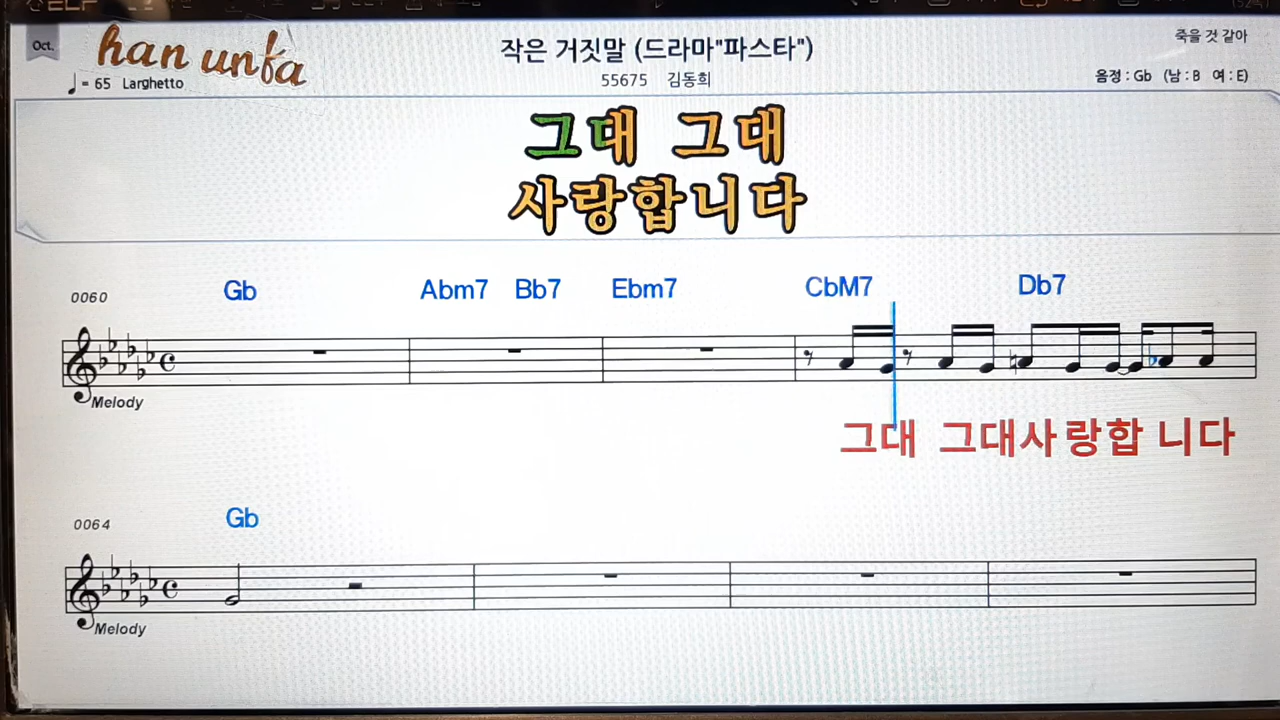 Oct.
han unfa
작은 거짓말 (드라마"파스타")
죽을 것 같아
♩= 65 Larghetto
55675 김동희
음정 : Gb (남 : B 여 : E)
그대 그대
사랑합니다
0060
Gb Abm7 Bb7 Ebm7 CbM7 Db7
Melody
그대 그대사랑합 니다
0064
Gb
Melody